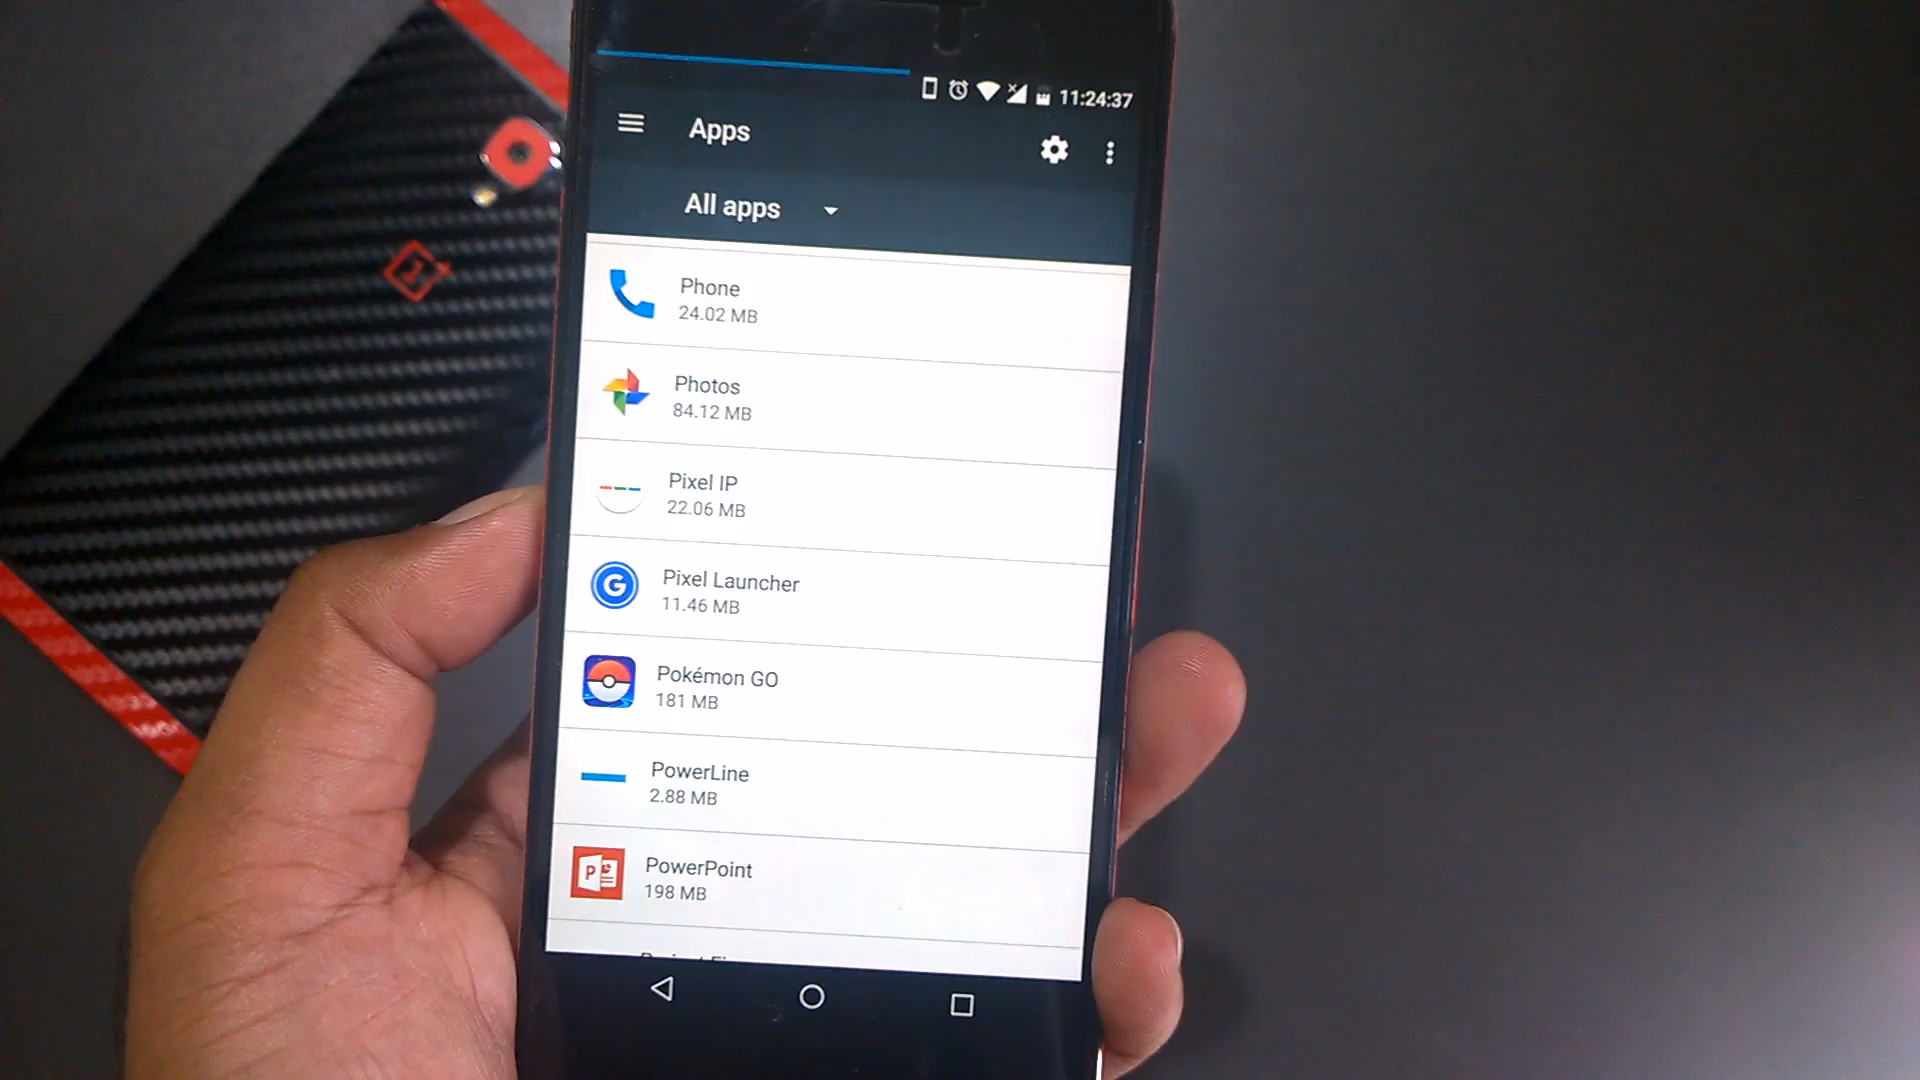 11:24:37
Apps
All apps
Phone
24.02 MB
Photos
84.12 MB
Pixel IP
22.06 MB
Pixel Launcher
11.46 MB
Pokémon GO
181 MB
PowerLine
2.88 MB
PowerPoint
198 MB